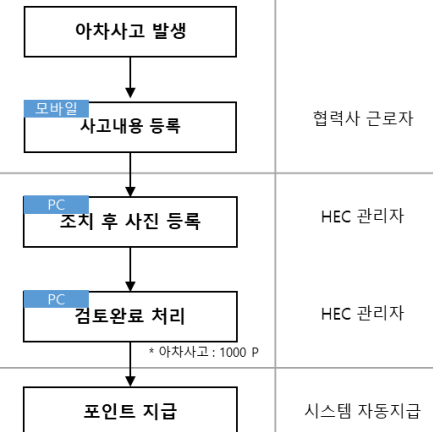 아차사고 발생
모바일
사고내용 등록
협력사 근로자
PC
조치 후 사진 등록
HEC 관리자
PC
검토완료 처리
HEC 관리자
* 아차사고 : 1000 P
포인트 지급
시스템 자동지급